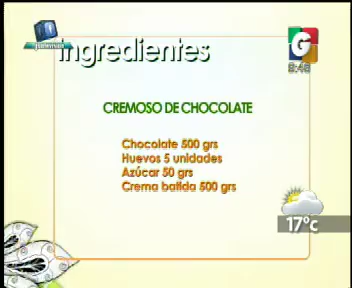 ingredientes
G
8:48
CREMOSO DE CHOCOLATE
Chocolate 500 grs
Huevos 5 unidades
Azúcar 50 grs
Crema batida 500 grs
17°c